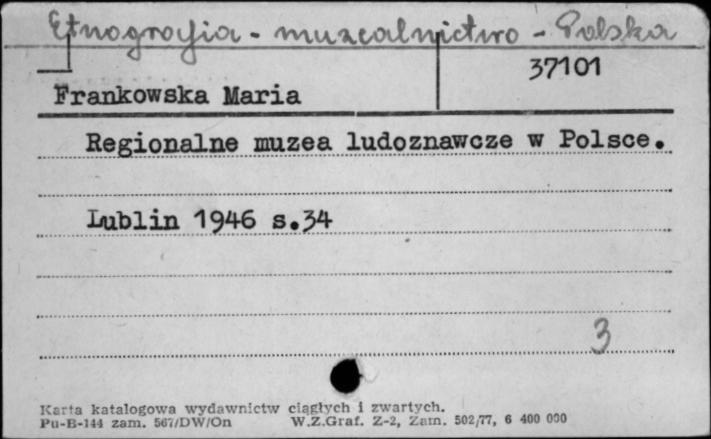 Etnografia - muzealnictwo - Polska
37101
Frankowska Maria
Regionalne muzea ludoznawcze w Polsce.
Lublin 1946 s.34
3
Karta katalogowa wydawnictw ciągłych i zwartych.
Pu-B-144 zam. 567/DW/On W.Z.Graf. Z-2, Zam. 502/77, 6 400 000